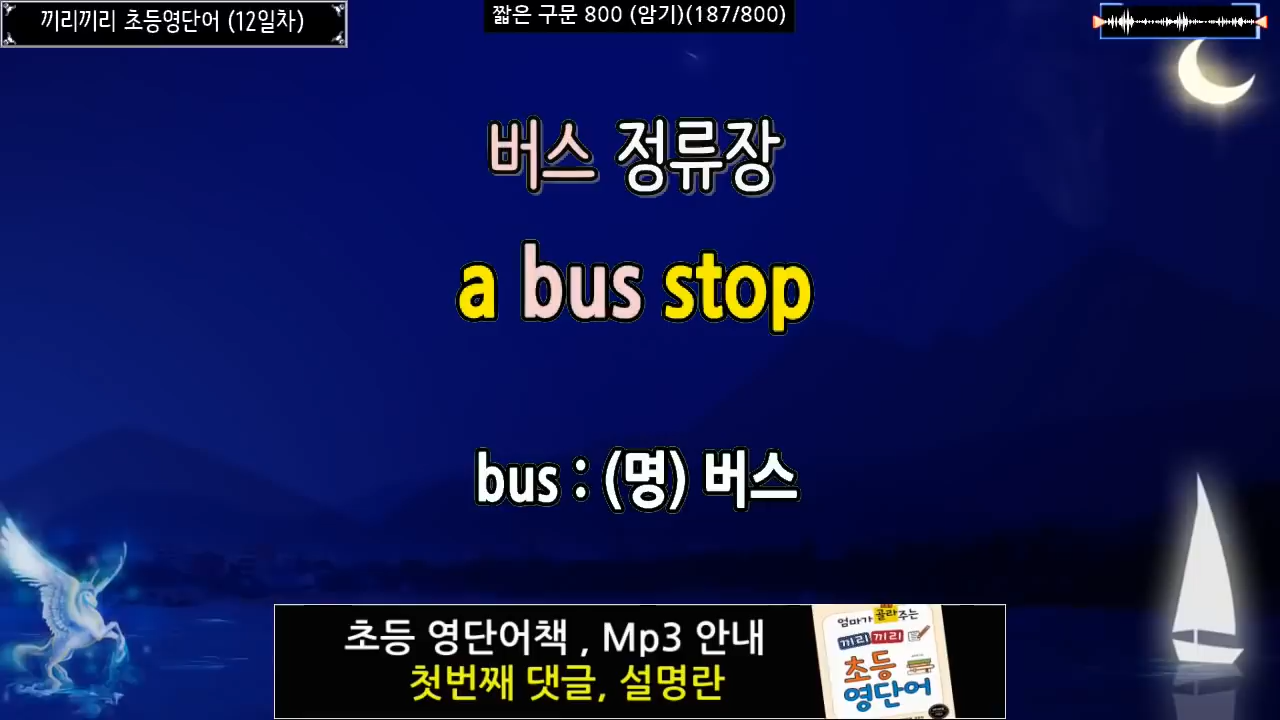 끼리끼리 초등영단어 (12일차)
짧은 구문 800 (암기)(187/800)
버스 정류장
a bus stop
bus : (명) 버스
초등 영단어책 , Mp3 안내
첫번째 댓글, 설명란
엄마가 골라주는
끼리끼리
초등
영단어